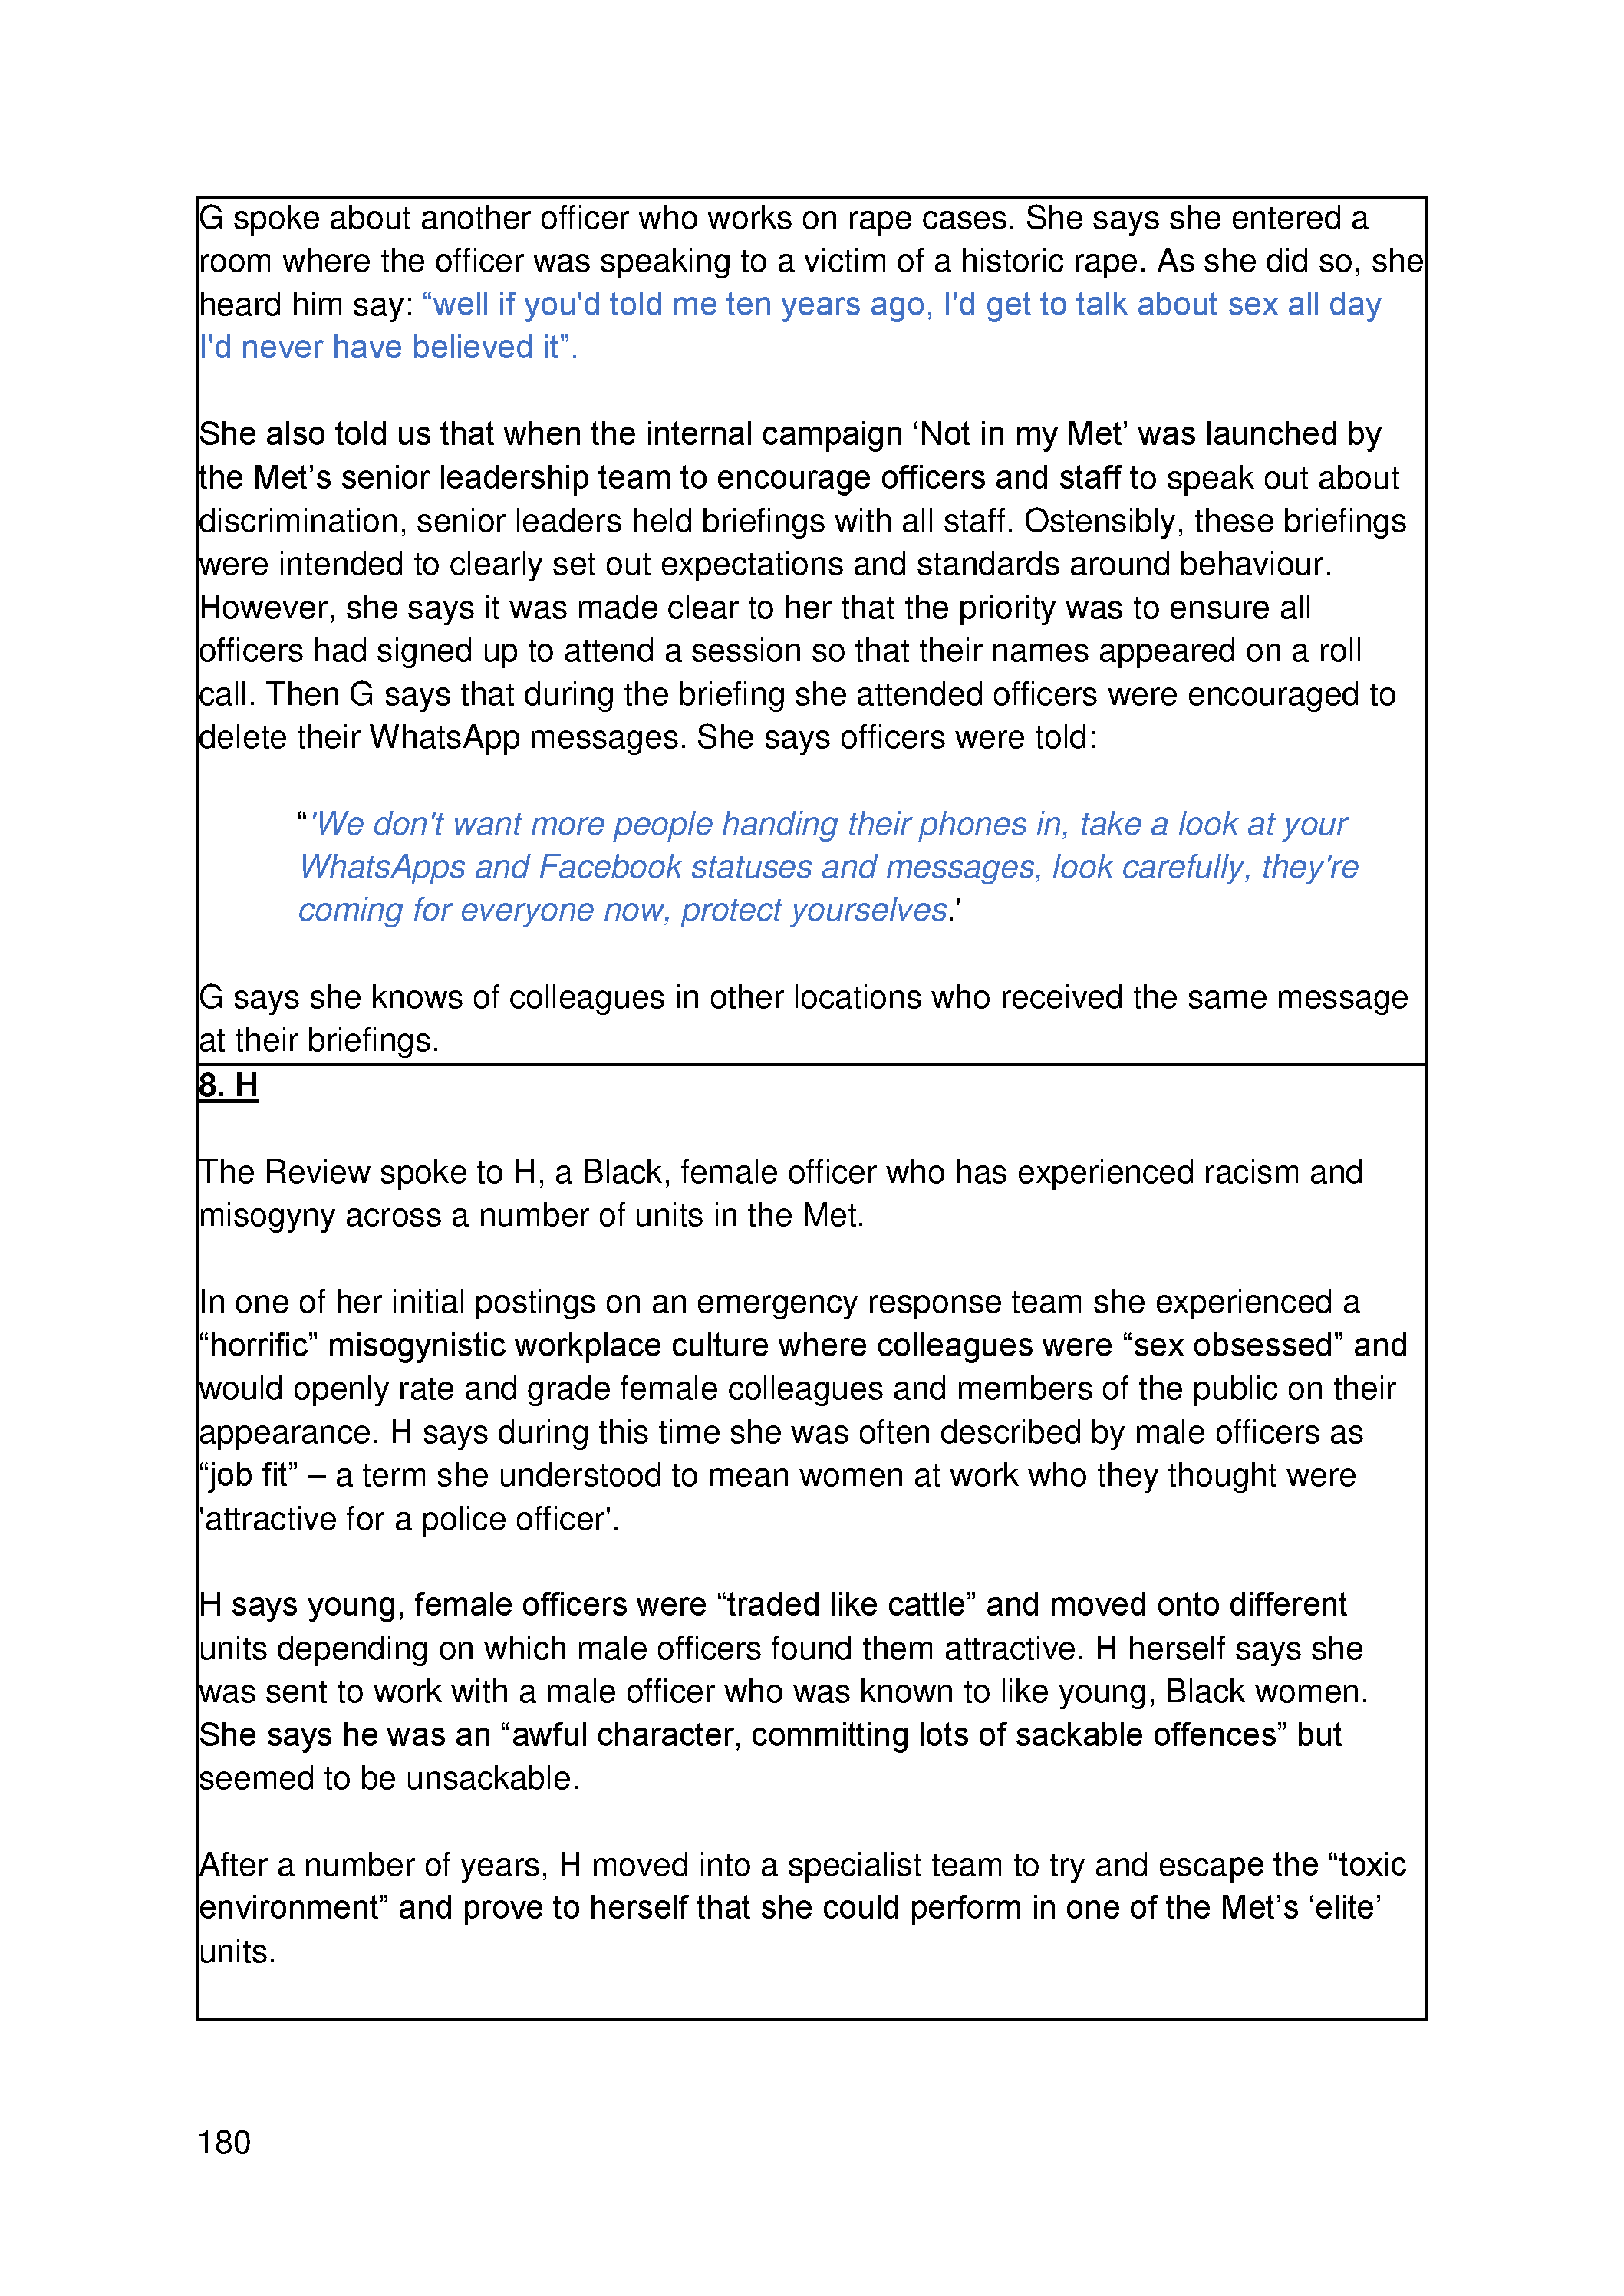 G spoke about another officer who works on rape cases. She says she entered a
room where the officer was speaking to a victim of a historic rape. As she did so, she
heard him say: “well if you'd told me ten years ago, I'd get to talk about sex all day
I'd never have believed it”.
She also told us that when the internal campaign ‘Not in my Met’ was launched by
the Met’s senior leadership team to encourage officers and staff to speak out about
discrimination, senior leaders held briefings with all staff. Ostensibly, these briefings
were intended to clearly set out expectations and standards around behaviour.
However, she says it was made clear to her that the priority was to ensure all
officers had signed up to attend a session so that their names appeared on a roll
call. Then G says that during the briefing she attended officers were encouraged to
delete their WhatsApp messages. She says officers were told:
“'We don't want more people handing their phones in, take a look at your
WhatsApps and Facebook statuses and messages, look carefully, they're
coming for everyone now, protect yourselves.'
G says she knows of colleagues in other locations who received the same message
at their briefings.
8. H
The Review spoke to H, a Black, female officer who has experienced racism and
misogyny across a number of units in the Met.
In one of her initial postings on an emergency response team she experienced a
“horrific” misogynistic workplace culture where colleagues were “sex obsessed” and
would openly rate and grade female colleagues and members of the public on their
appearance. H says during this time she was often described by male officers as
“job fit” – a term she understood to mean women at work who they thought were
'attractive for a police officer'.
H says young, female officers were “traded like cattle” and moved onto different
units depending on which male officers found them attractive. H herself says she
was sent to work with a male officer who was known to like young, Black women.
She says he was an “awful character, committing lots of sackable offences” but
seemed to be unsackable.
After a number of years, H moved into a specialist team to try and escape the “toxic
environment” and prove to herself that she could perform in one of the Met’s ‘elite’
units.
180